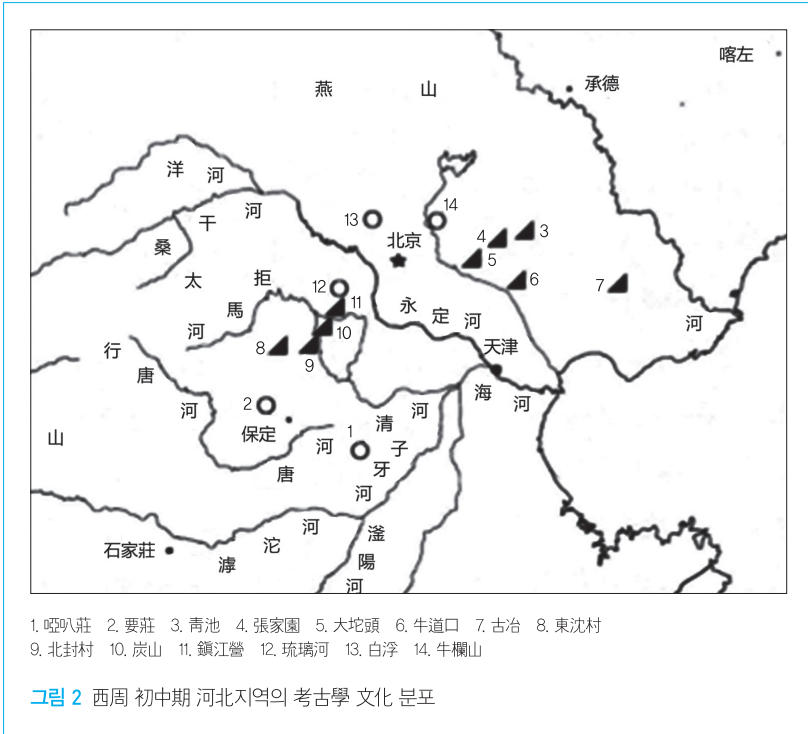 喀左
承德
燕 山
洋 河
14
13
干 河
3
4
北京
桑
5
太 拒
6
7
12
馬
11
永 定 河
河
河
10
行
8
天津
9
唐
海 河
河
2
淸 河
保定
1
子
山
河
牙
唐
河
滹 沱 河
滏
陽
河
石家莊
1. 啞叭莊 2. 要莊 3. 靑池 4. 張家園 5. 大坨頭 6. 牛道口 7. 古冶 8. 東沈村
9. 北封村 10. 炭山 11. 鎭江營 12. 琉璃河 13. 白浮 14. 牛欄山
그림 2 西周 初中期 河北지역의 考古學 文化 분포